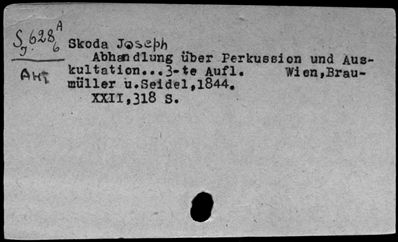 S, 628 A
J. 6
Ант
Skoda Joseph
Abhandlung über Perkussion und Aus-
kultation...3-te Aufl. Wien,Brau-
müller u.Seidel,1844.
XXII,318 S.